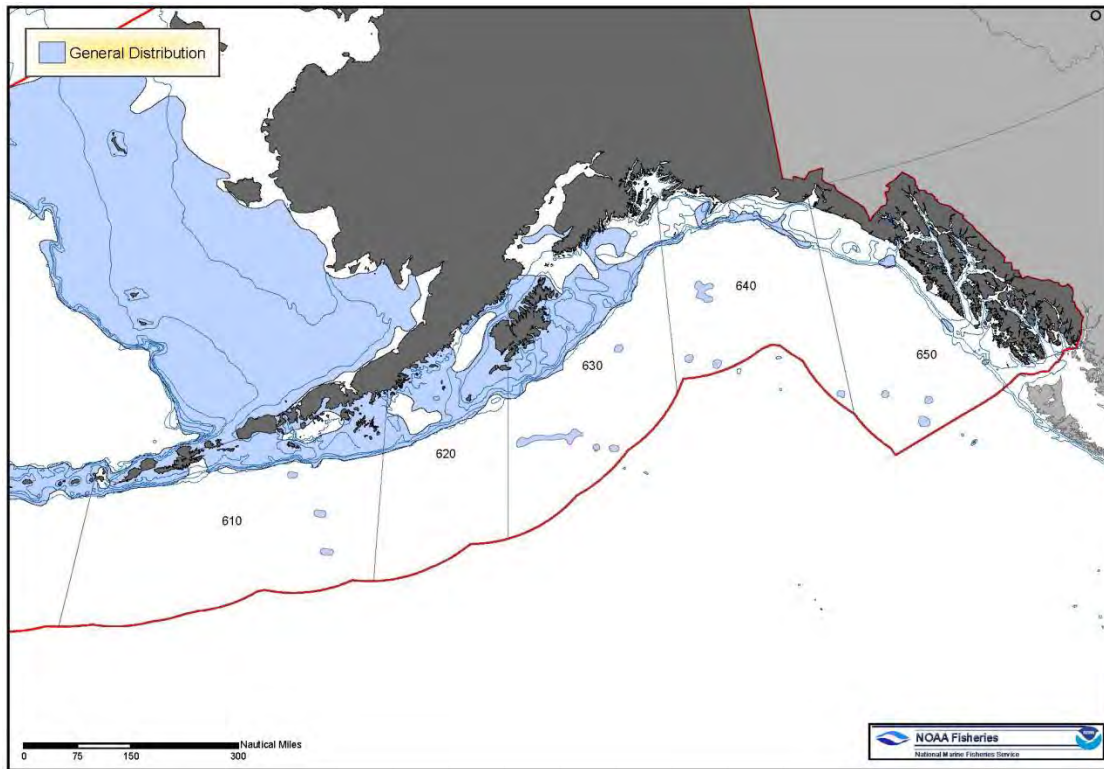 General Distribution
640
650
630
620
610
Nautical Miles
0 75 150 300
NOAA Fisheries
National Marine Fisheries Service